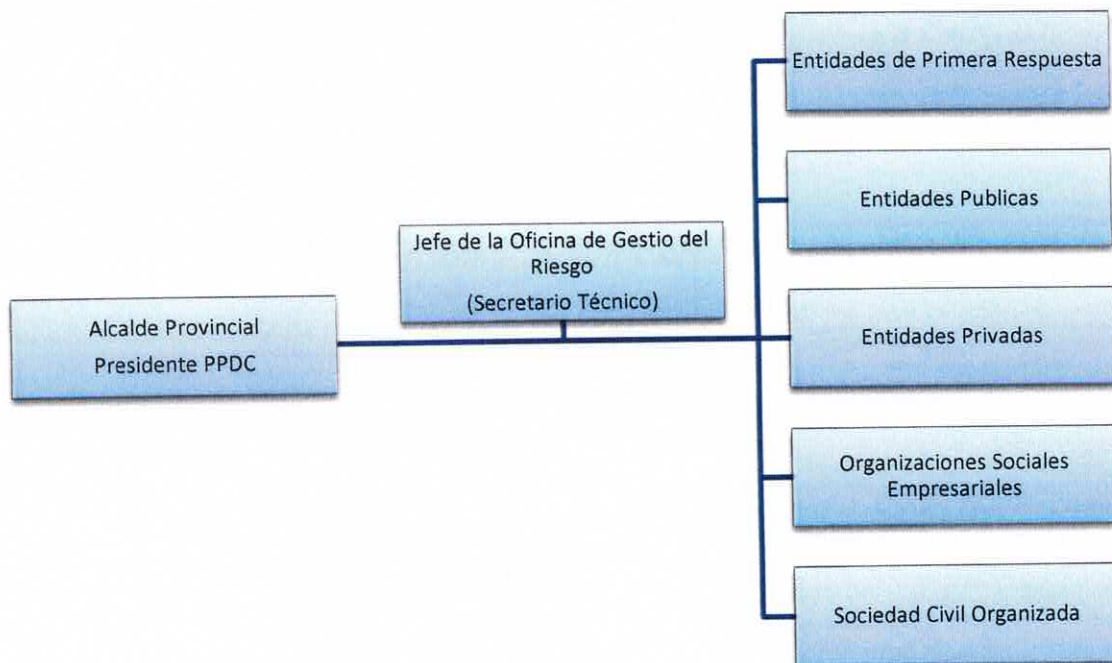 Entidades de Primera Respuesta
Entidades Publicas
Jefe de la Oficina de Gestio del
Riesgo
(Secretario Técnico)
Alcalde Provincial
Presidente PPDC
Entidades Privadas
Organizaciones Sociales
Empresariales
Sociedad Civil Organizada